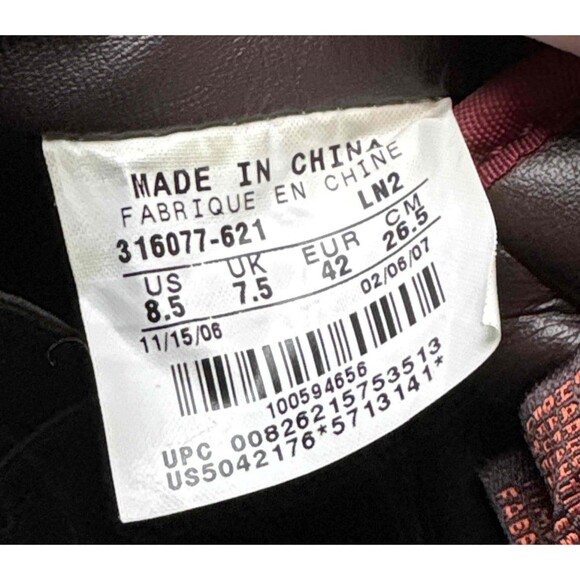 MADE IN CHINA
FABRIQUE EN CHINE
316077-621 LN2
US UK EUR CM
8.5 7.5 42 26.5
11/15/06 02/06/07
100594656
UPC 00826215753513
US5042176*5713141*